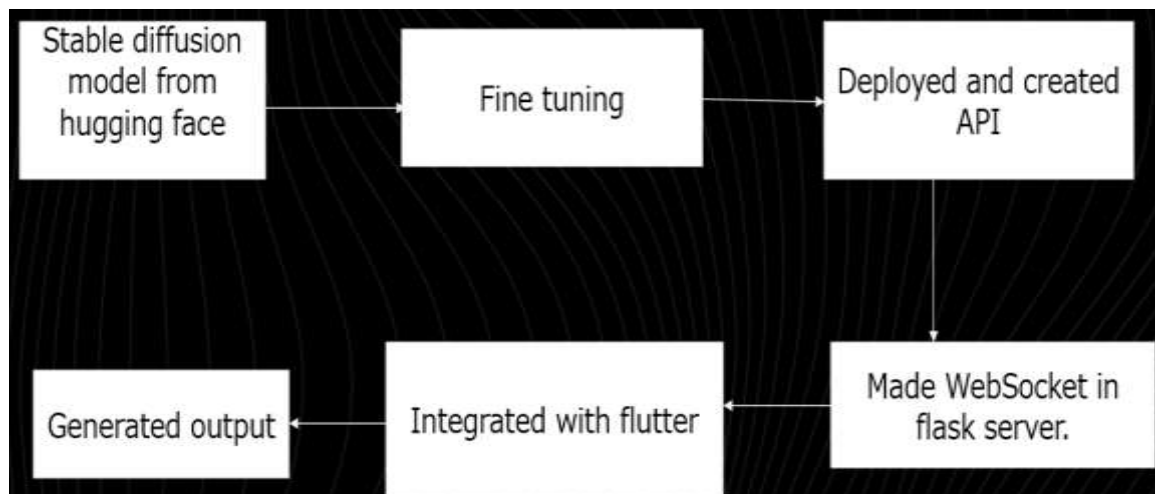 Stable diffusion
model from
hugging face
Fine tuning
Deployed and created
API
Made WebSocket in
flask server.
Integrated with flutter
Generated output